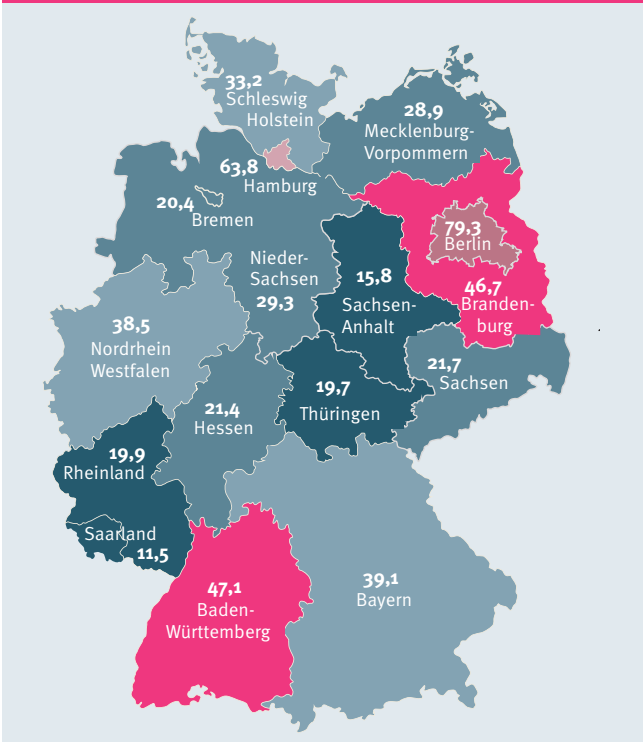 33,2
Schleswig
Holstein
28,9
Mecklenburg-
Vorpommern
63,8
Hamburg
20,4
Bremen
79,3
Berlin
Nieder-
Sachsen
29,3
15,8
Sachsen-
Anhalt
46,7
Branden-
burg
38,5
Nordrhein
Westfalen
21,7
Sachsen
19,7
Thüringen
21,4
Hessen
19,9
Rheinland
Saarland
11,5
47,1
Baden-
Württemberg
39,1
Bayern